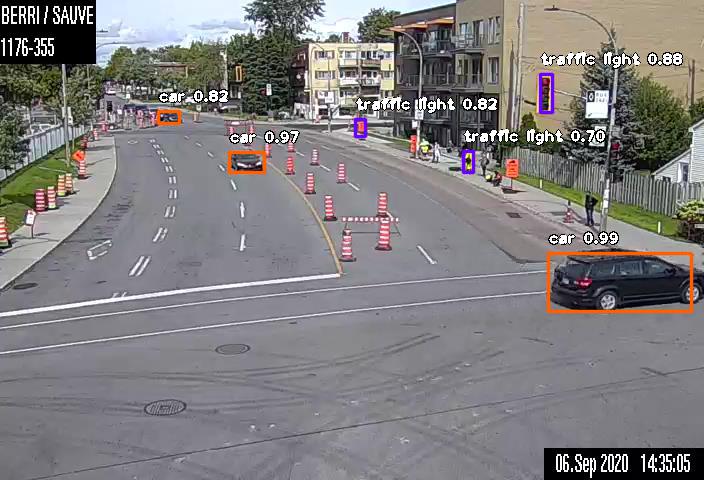 BERRI / SAUVE
1176-355
traffic light 0.88
car 0.82
traffic light 0.82
car 0.97
traffic light 0.70
car 0.99
06.Sep 2020 14:35:05